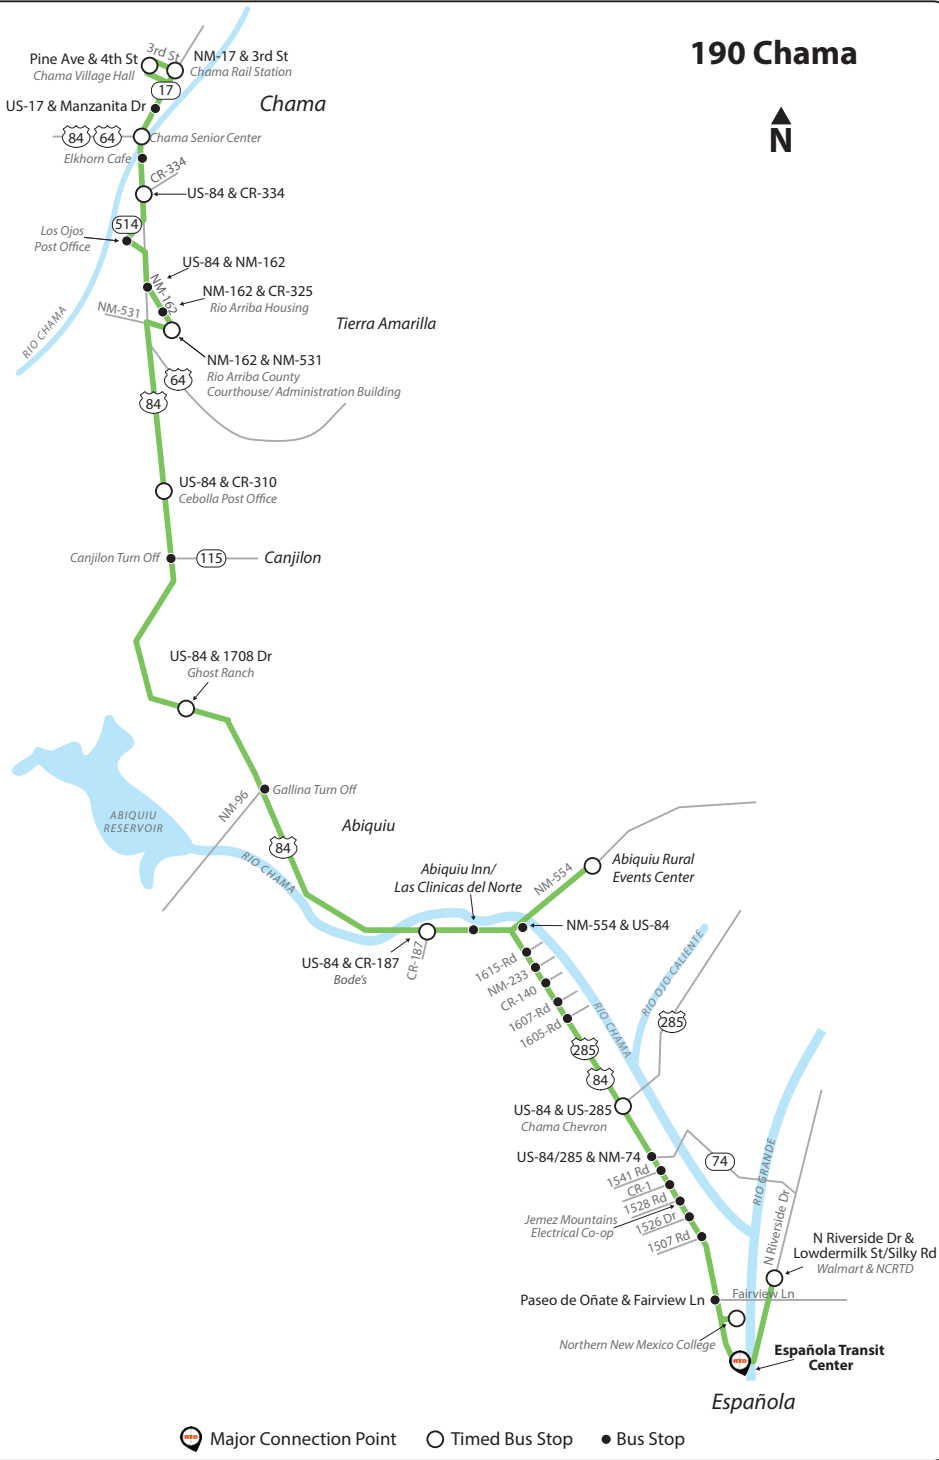 190 Chama
N
3rd St
Pine Ave & 4th St
Chama Village Hall
NM-17 & 3rd St
Chama Rail Station
17
Chama
US-17 & Manzanita Dr
84
64
Chama Senior Center
Elkhorn Cafe
CR-334
US-84 & CR-334
514
Los Ojos
Post Office
US-84 & NM-162
NM-162
NM-162 & CR-325
Rio Arriba Housing
NM-531
RIO CHAMA
Tierra Amarilla
NM-162 & NM-531
Rio Arriba County
Courthouse/ Administration Building
64
84
US-84 & CR-310
Cebolla Post Office
Canjilon Turn Off
115
Canjilon
US-84 & 1708 Dr
Ghost Ranch
Gallina Turn Off
NM-96
ABIQUIU
RESERVOIR
Abiquiu
84
RIO CHAMA
Abiquiu Inn/
Las Clinicas del Norte
NM-554
Abiquiu Rural
Events Center
NM-554 & US-84
US-84 & CR-187
Bode's
CR-187
1615-Rd
NM-233
CR-140
1607-Rd
1605-Rd
RIO CHAMA
RIO OJO CALIENTE
285
285
84
US-84 & US-285
Chama Chevron
US-84/285 & NM-74
74
1541 Rd
CR-1
1528 Rd
Jemez Mountains
Electrical Co-op
1526 Dr
1507 Rd
RIO GRANDE
N Riverside Dr
N Riverside Dr &
Lowdermilk St/Silky Rd
Walmart & NCRTD
Paseo de Oñate & Fairview Ln
Fairview Ln
Northern New Mexico College
RTD
Española Transit
Center
Española
RTD
Major Connection Point
Timed Bus Stop
Bus Stop